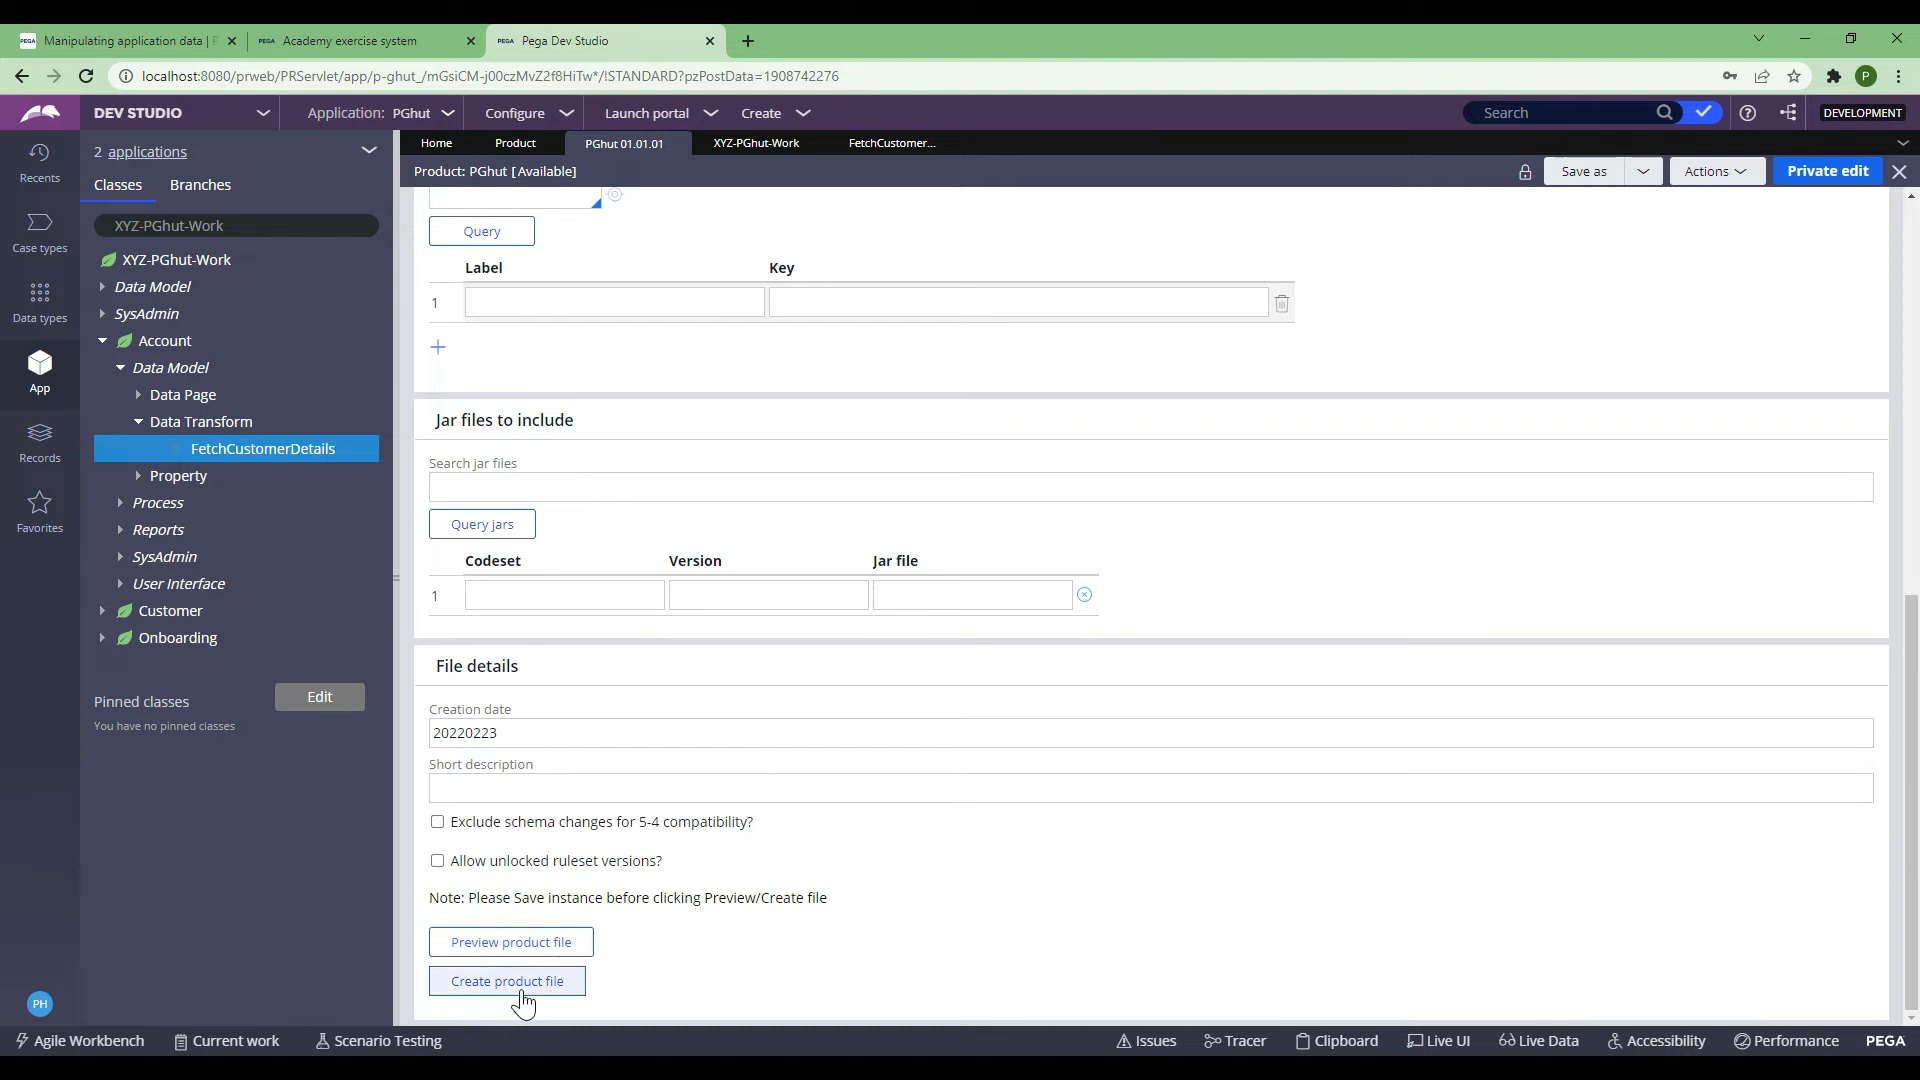 PEGA Manipulating application data | P
PEGA Academy exercise system
PEGA Pega Dev Studio
localhost:8080/prweb/PRServlet/app/p-ghut_/mGsiCM-j00czMvZ2f8HiTw*/!STANDARD?pzPostData=1908742276
P
DEV STUDIO
Application: PGhut
Configure
Launch portal
Create
Search
DEVELOPMENT
Home
Product
PGhut 01.01.01
XYZ-PGhut-Work
FetchCustomer...
Product: PGhut [Available]
Save as
Actions
Private edit
Recents
Case types
Data types
App
Records
Favorites
PH
2 applications
Classes
Branches
XYZ-PGhut-Work
XYZ-PGhut-Work
Data Model
SysAdmin
Account
Data Model
Data Page
Data Transform
FetchCustomerDetails
Property
Process
Reports
SysAdmin
User Interface
Customer
Onboarding
Pinned classes
Edit
You have no pinned classes
Query
Label Key
1
Jar files to include
Search jar files
Query jars
Codeset Version Jar file
1
File details
Creation date
20220223
Short description
Exclude schema changes for 5-4 compatibility?
Allow unlocked ruleset versions?
Note: Please Save instance before clicking Preview/Create file
Preview product file
Create product file
Agile Workbench
Current work
Scenario Testing
Issues
Tracer
Clipboard
Live UI
Live Data
Accessibility
Performance
PEGA